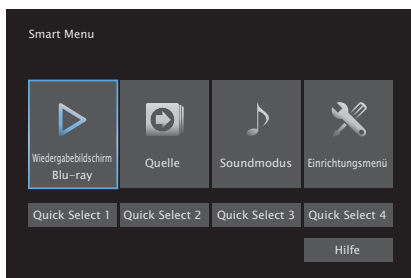 Smart Menu
Wiedergabebildschirm
Blu-ray
Quelle
Soundmodus
Einrichtungsmenü
Quick Select 1
Quick Select 2
Quick Select 3
Quick Select 4
Hilfe